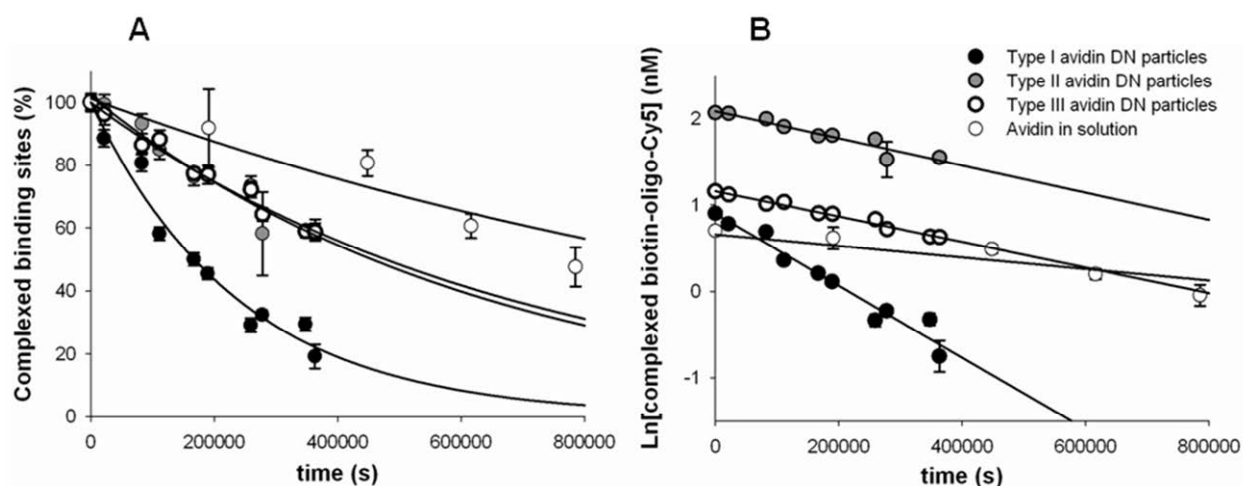 A
Complexed binding sites (%)
100
80
60
40
20
0
0
200000
400000
600000
800000
time (s)
B
Type I avidin DN particles
Type II avidin DN particles
Type III avidin DN particles
Avidin in solution
Ln[complexed biotin-oligo-Cy5] (nM)
2
1
0
-1
0
200000
400000
600000
800000
time (s)